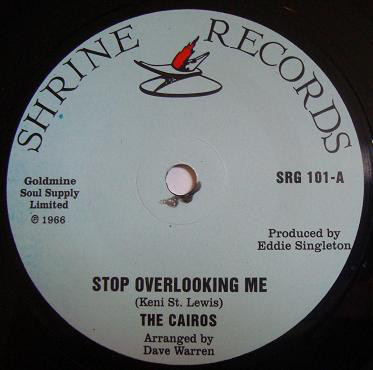 SHRINE RECORDS
Goldmine
Soul Supply
Limited
℗ 1966
SRG 101-A
Produced by
Eddie Singleton
STOP OVERLOOKING ME
(Keni St. Lewis)
THE CAIROS
Arranged by
Dave Warren